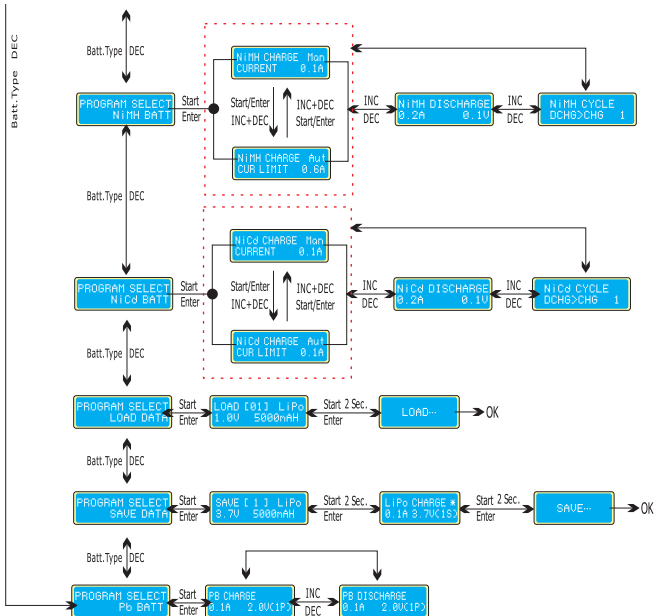 Batt.Type DEC
Batt.Type DEC
NiMH CHARGE Man
CURRENT 0.1A
PROGRAM SELECT
NiMH BATT
Start
Enter
Start/Enter
INC+DEC
INC+DEC
Start/Enter
INC
DEC
NiMH DISCHARGE
0.2A 0.1V
INC
DEC
NiMH CYCLE
DCHG>CHG 1
NiMH CHARGE Aut
CUR LIMIT 0.6A
Batt.Type DEC
NiCd CHARGE Man
CURRENT 0.1A
PROGRAM SELECT
NiCd BATT
Start
Enter
Start/Enter
INC+DEC
INC+DEC
Start/Enter
INC
DEC
NiCd DISCHARGE
0.2A 0.1V
INC
DEC
NiCd CYCLE
DCHG>CHG 1
NiCd CHARGE Aut
CUR LIMIT 0.1A
Batt.Type DEC
PROGRAM SELECT
LOAD DATA
Start
Enter
LOAD [01] LiPo
1.0V 5000mAH
Start 2 Sec.
Enter
LOAD…
OK
Batt.Type DEC
PROGRAM SELECT
SAVE DATA
Start
Enter
SAVE [ 1 ] LiPo
3.7V 5000mAH
Start 2 Sec.
Enter
LiPo CHARGE *
0.1A 3.7V(1S)
Start 2 Sec.
Enter
SAVE…
OK
Batt.Type DEC
PROGRAM SELECT
Pb BATT
Start
Enter
PB CHARGE
0.1A 2.0V(1P)
INC
DEC
PB DISCHARGE
0.1A 2.0V(1P)